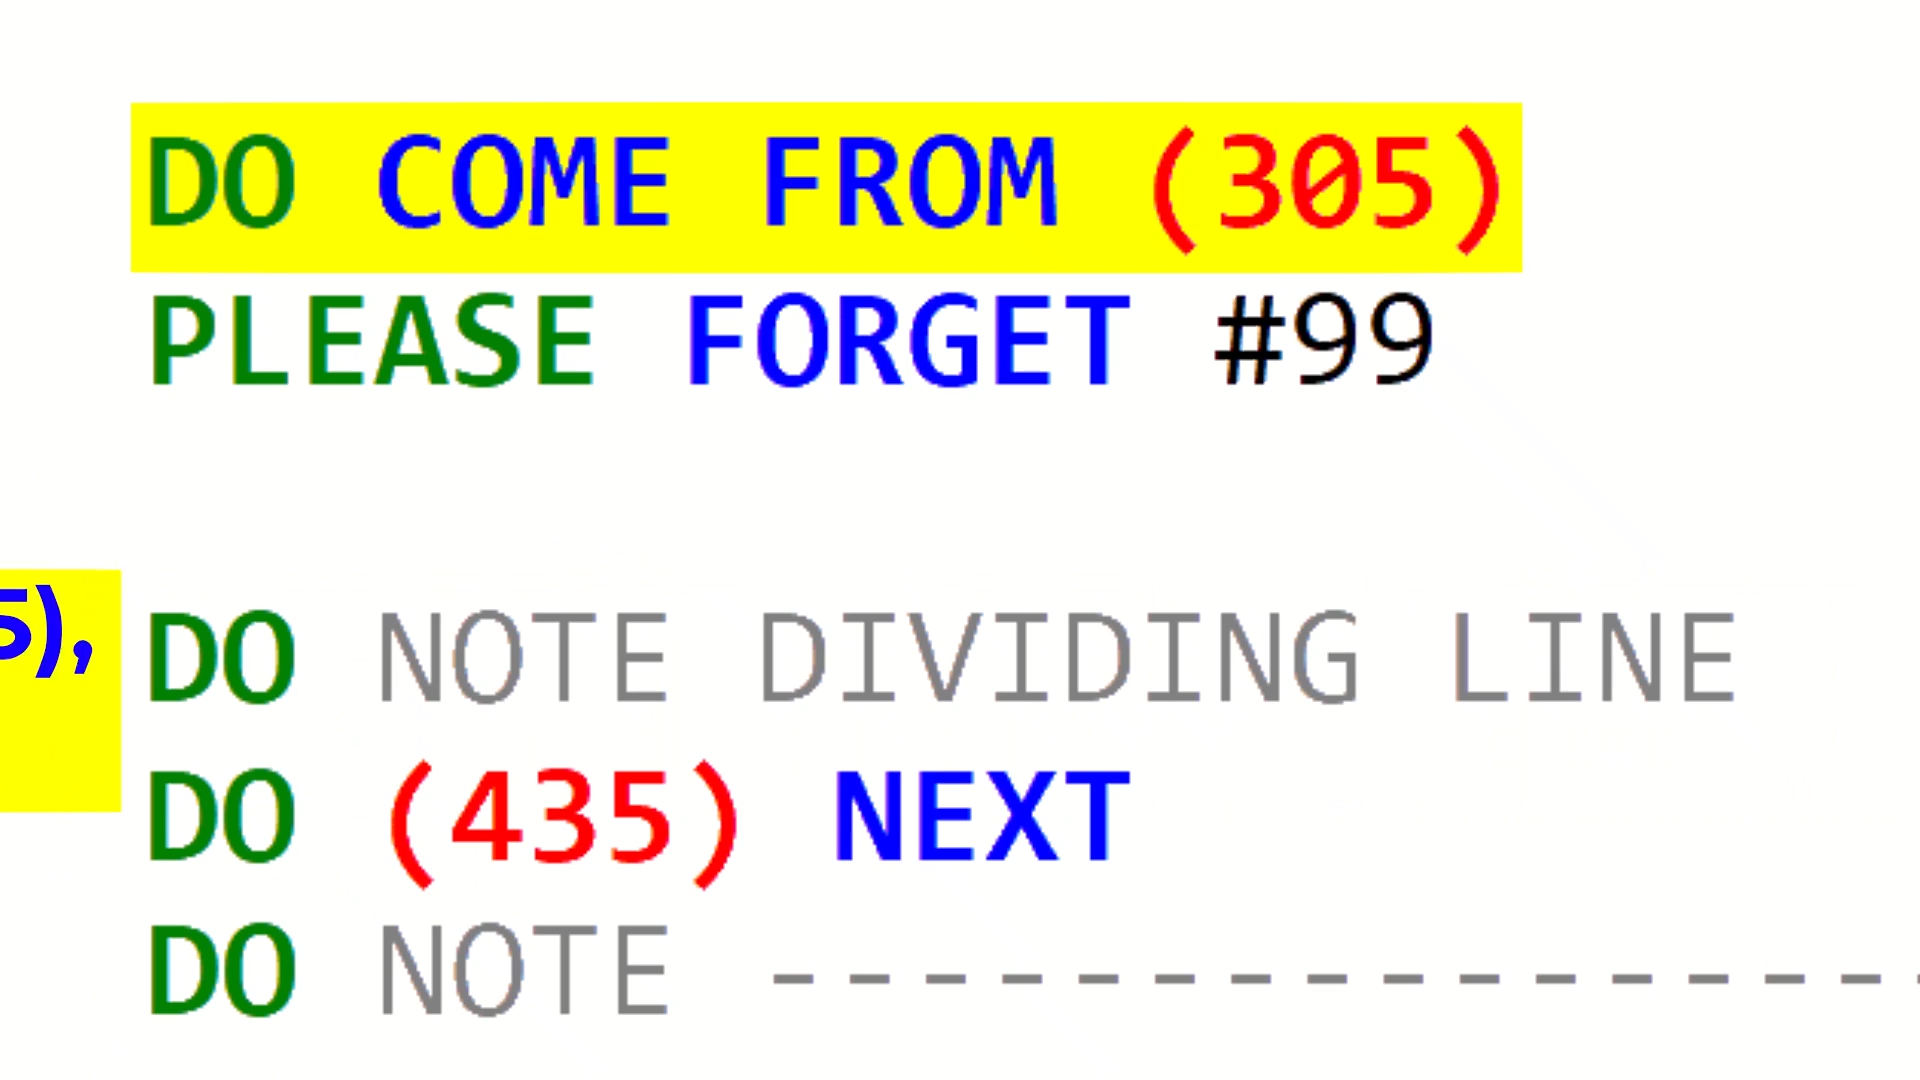 DO COME FROM (305)
PLEASE FORGET #99
5),
DO NOTE DIVIDING LINE
DO (435) NEXT
DO NOTE ----------------